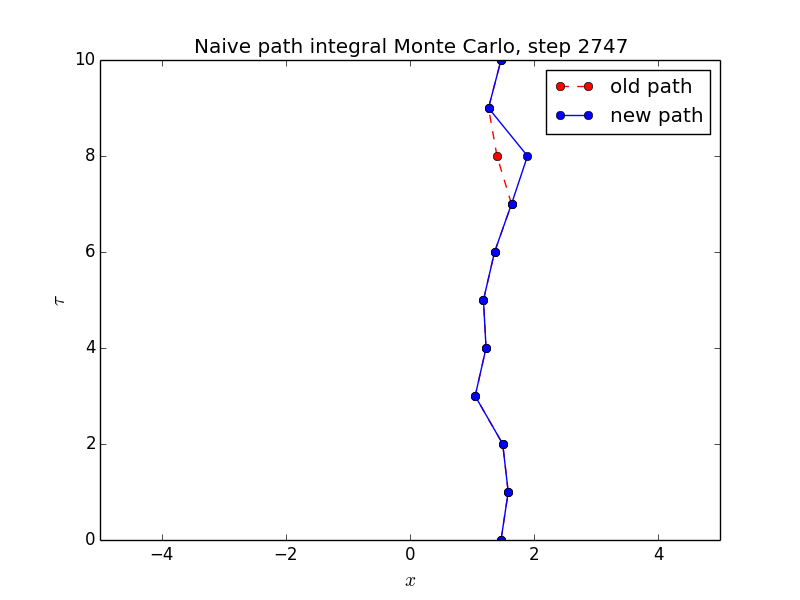 Naive path integral Monte Carlo, step 2747
10
old path
new path
8
6
τ
4
2
0
−4 −2 0 2 4
x